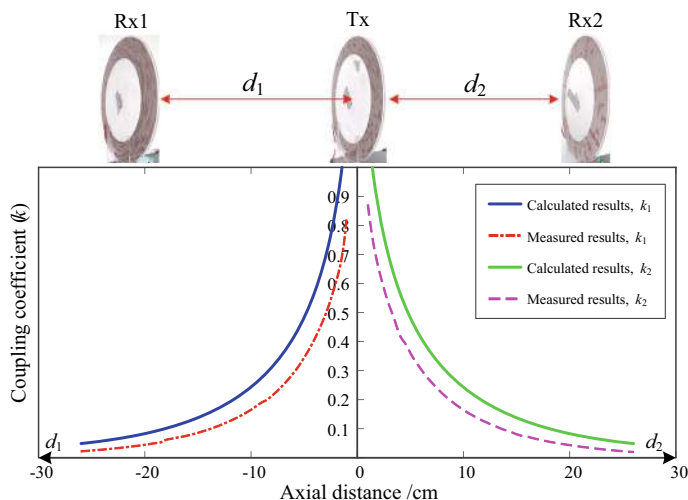 Rx1
Tx
Rx2
d1
d2
Coupling coefficient (k)
0.9
0.8
0.7
0.6
0.5
0.4
0.3
0.2
0.1
Calculated results, k1
Measured results, k1
Calculated results, k2
Measured results, k2
d1
d2
-30
-20
-10
0
10
20
30
Axial distance /cm